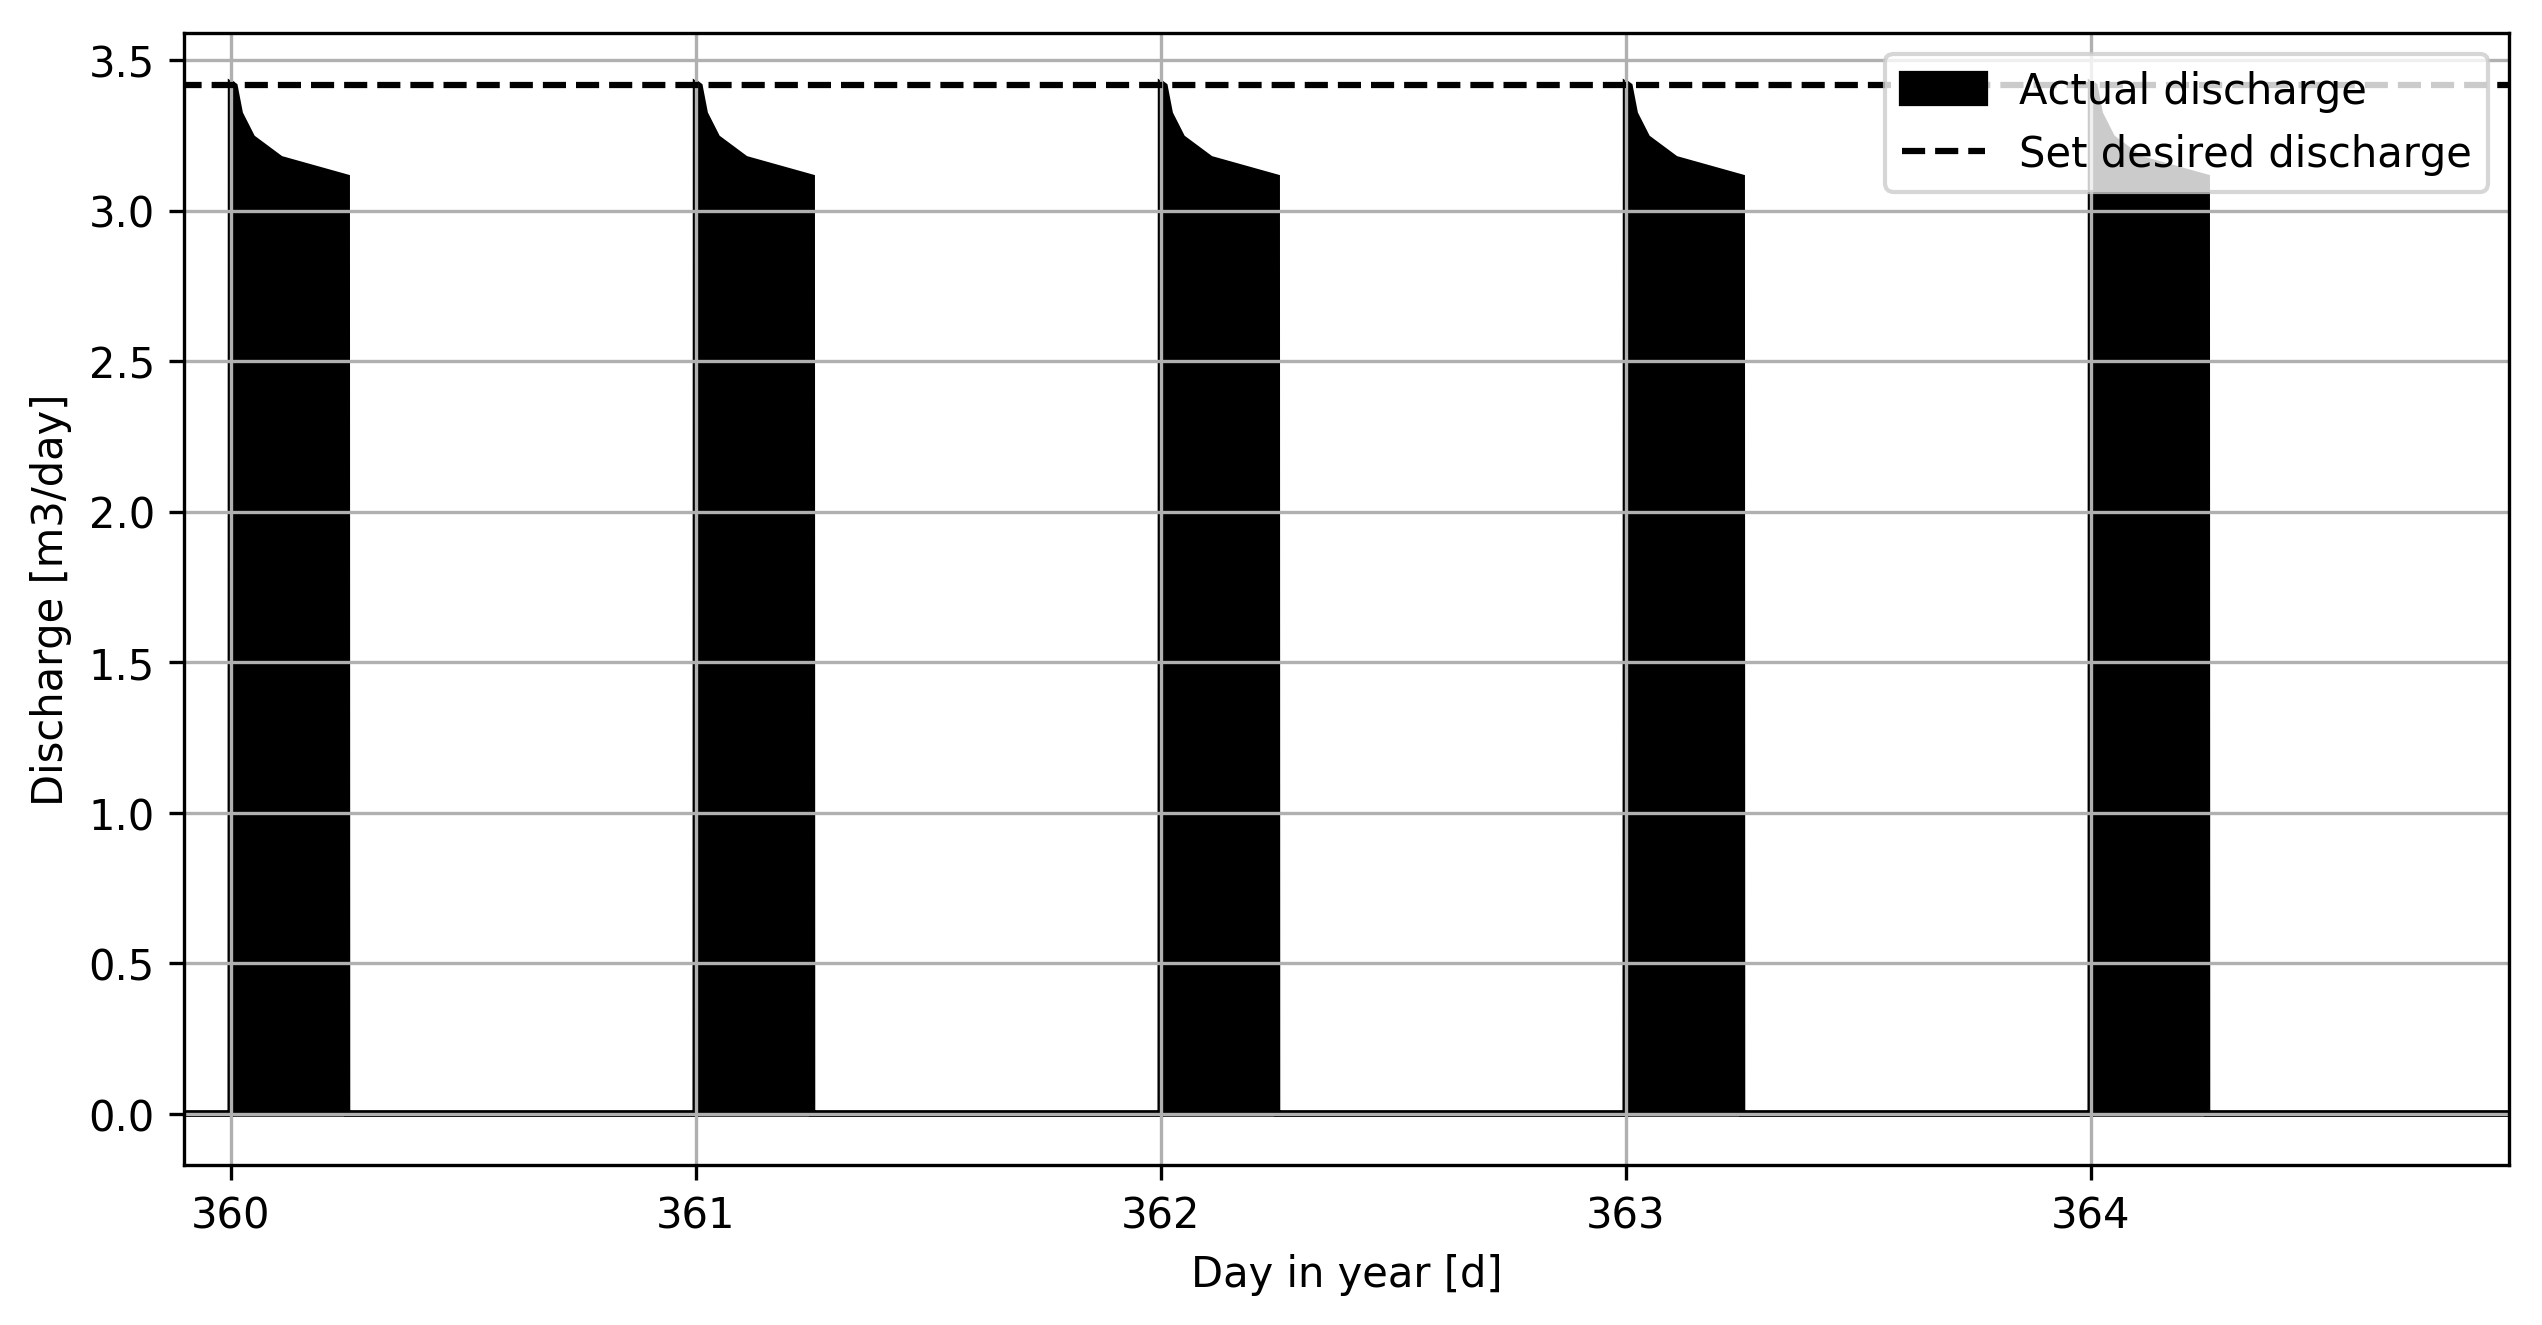 3.5
3.0
2.5
2.0
1.5
1.0
0.5
0.0
Discharge [m3/day]
Actual discharge
Set desired discharge
360 361 362 363 364
Day in year [d]